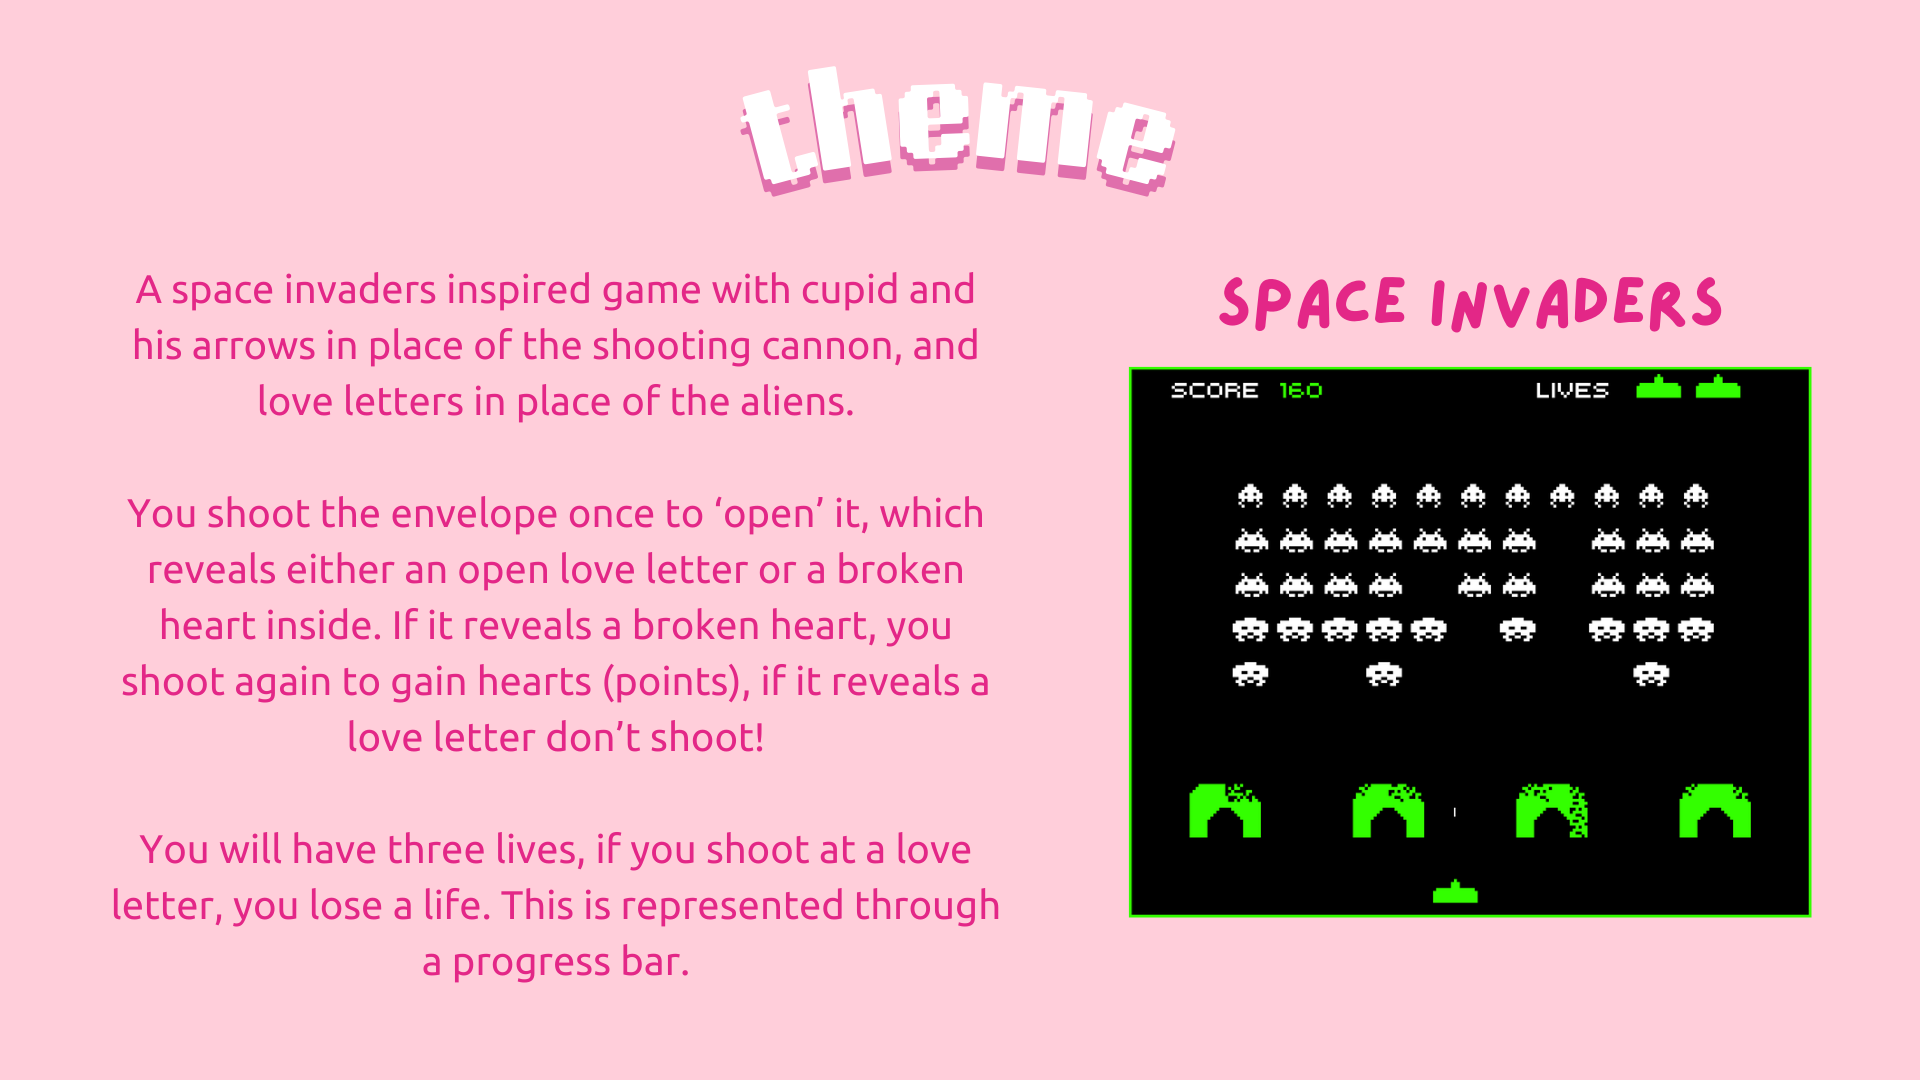 theme
A space invaders inspired game with cupid and
his arrows in place of the shooting cannon, and
love letters in place of the aliens.
You shoot the envelope once to ‘open’ it, which
reveals either an open love letter or a broken
heart inside. If it reveals a broken heart, you
shoot again to gain hearts (points), if it reveals a
love letter don’t shoot!
You will have three lives, if you shoot at a love
letter, you lose a life. This is represented through
a progress bar.
SPACE INVADERS
SCORE 160 LIVES